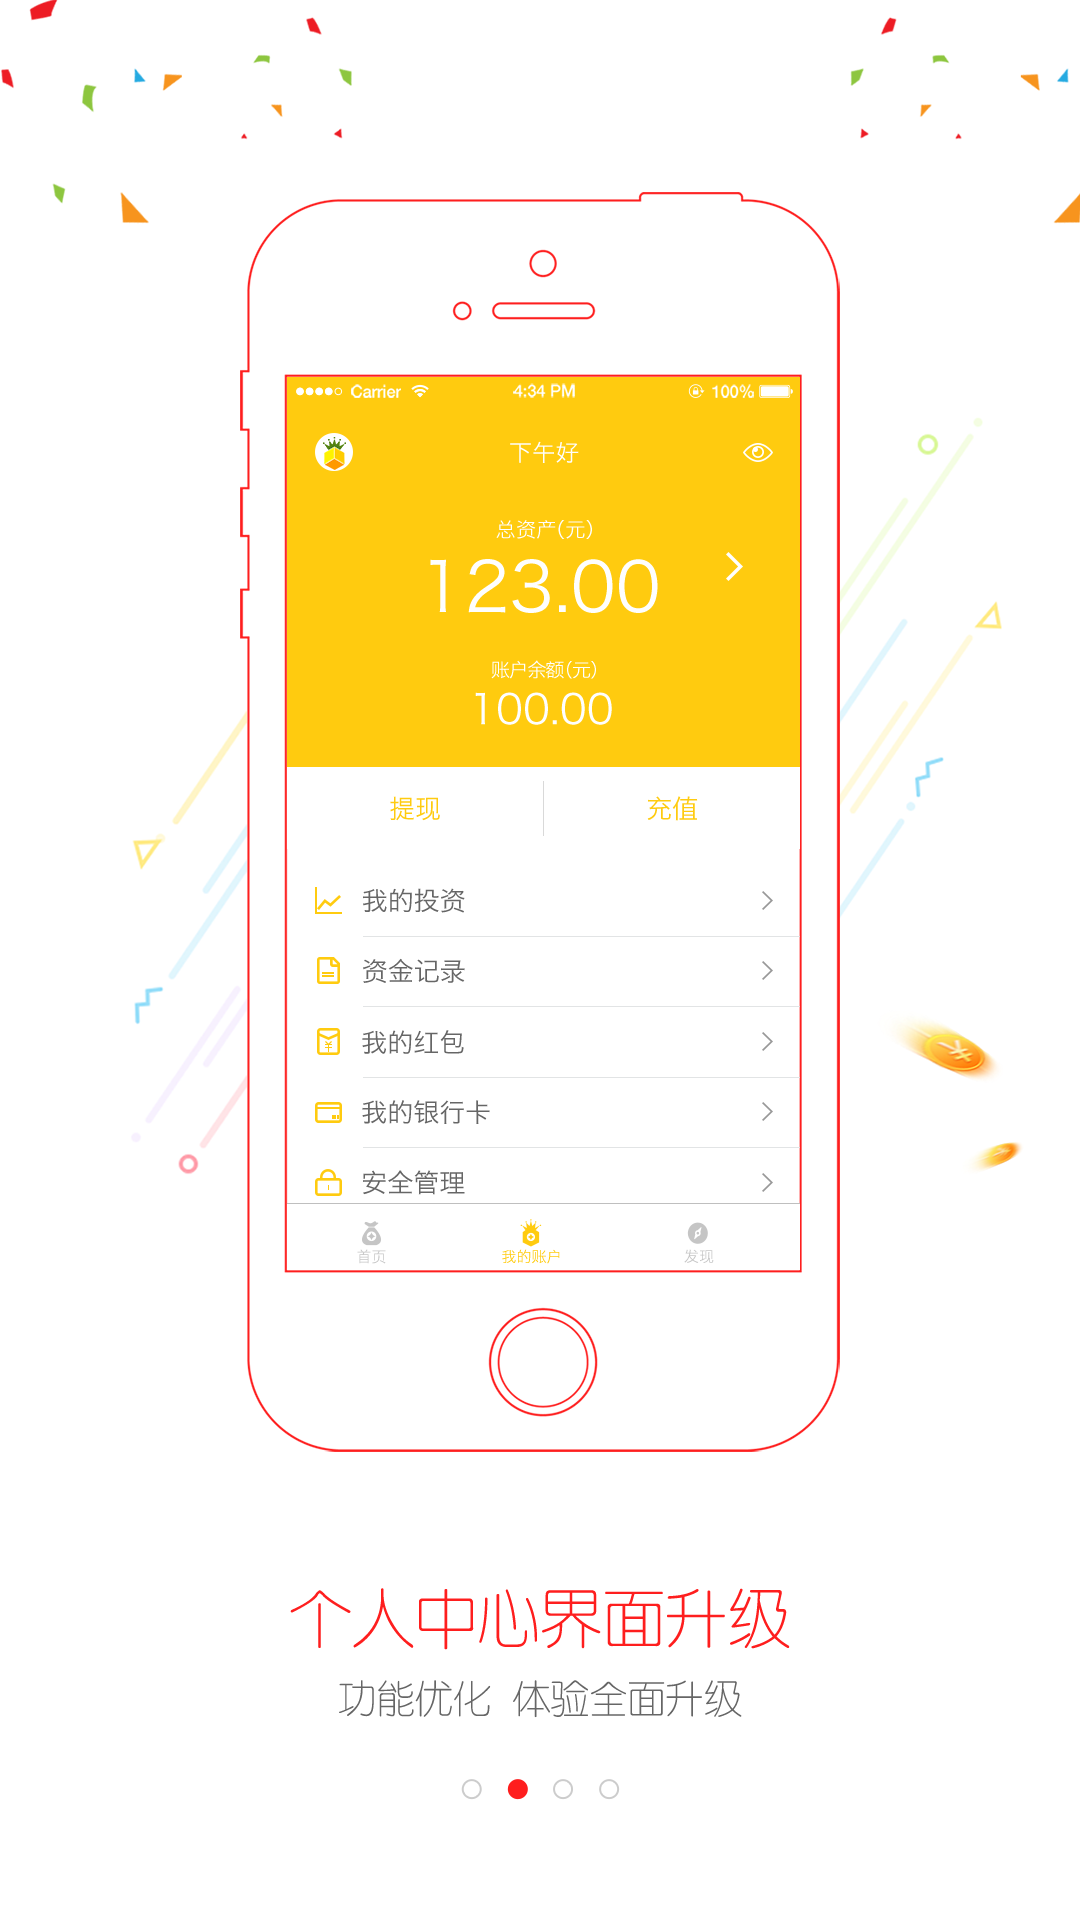 Carrier 4:34 PM 100%
下午好
总资产(元)
123.00
账户余额(元)
100.00
提现 充值
我的投资
资金记录
我的红包
我的银行卡
安全管理
首页 我的账户 发现
个人中心界面升级
功能优化 体验全面升级